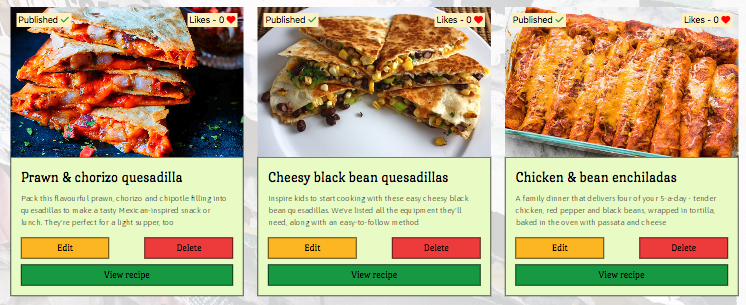 Published
Likes - 0
Prawn & chorizo quesadilla
Pack this flavourful prawn, chorizo and chipotle filling into
quesadillas to make a tasty Mexican-inspired snack or
lunch. They're perfect for a light supper, too
Edit
Delete
View recipe
Published
Likes - 0
Cheesy black bean quesadillas
Inspire kids to start cooking with these easy cheesy black
bean quesadillas. We've listed all the equipment they'll
need, along with an easy-to-follow method
Edit
Delete
View recipe
Published
Likes - 0
Chicken & bean enchiladas
A family dinner that delivers four of your 5-a-day - tender
chicken, red pepper and black beans, wrapped in tortilla,
baked in the oven with passata and cheese
Edit
Delete
View recipe